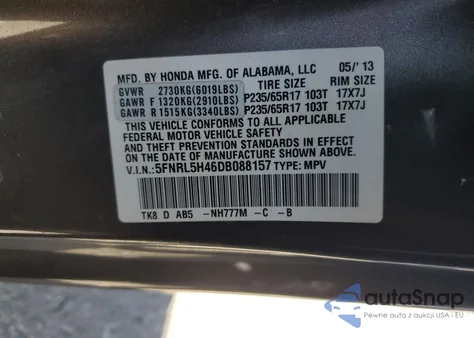 MFD. BY HONDA MFG. OF ALABAMA, LLC 05/'13
GVWR 2730KG(6019LBS) TIRE SIZE RIM SIZE
GAWR F 1320KG(2910LBS) P235/65R17 103T 17X7J
GAWR R 1515KG(3340LBS) P235/65R17 103T 17X7J
THIS VEHICLE CONFORMS TO ALL APPLICABLE
FEDERAL MOTOR VEHICLE SAFETY
AND THEFT PREVENTION STANDARDS IN EFFECT
ON THE DATE OF MANUFACTURE SHOWN ABOVE.
V.I.N.:5FNRL5H46DB088157 TYPE: MPV
TK8 D AB5 -NH777M -C -B
autoSnap
Pewne auta z USA i EU